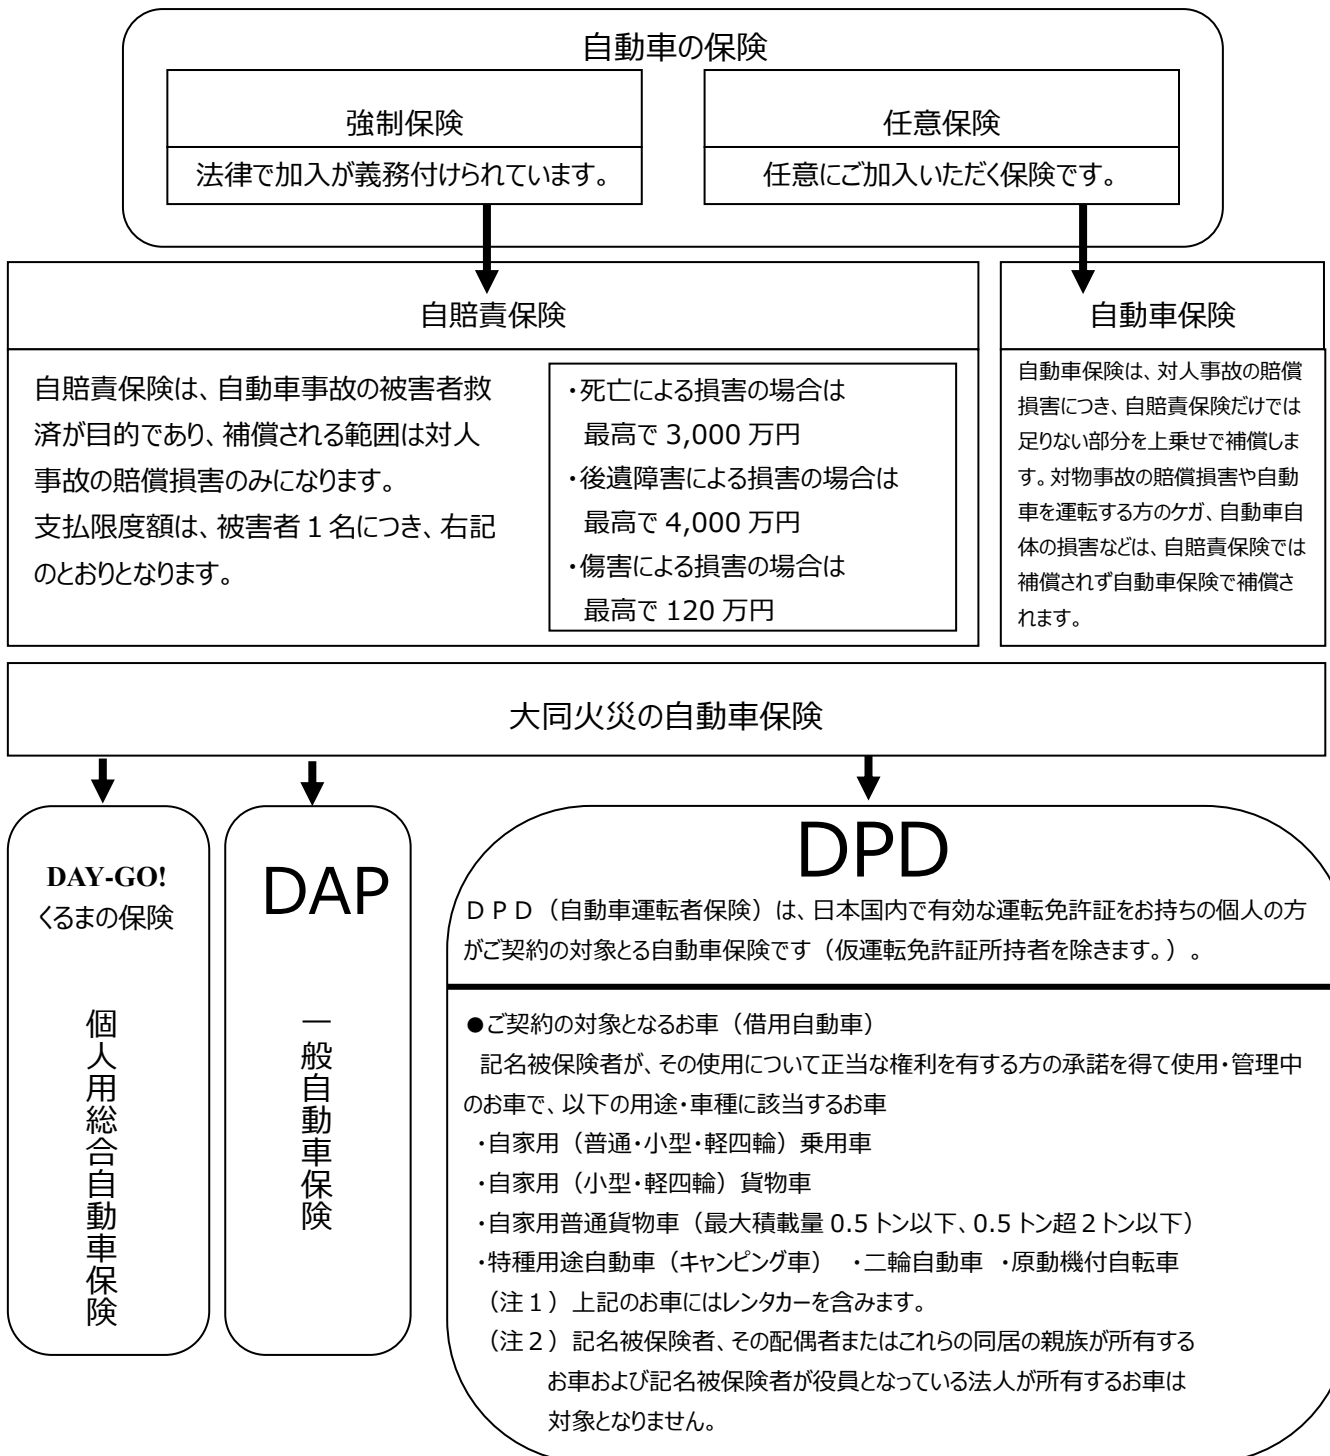 自動車の保険
強制保険
法律で加入が義務付けられています。
任意保険
任意にご加入いただく保険です。
自賠責保険
自賠責保険は、自動車事故の被害者救
済が目的であり、補償される範囲は対人
事故の賠償損害のみになります。
支払限度額は、被害者1名につき、右記
のとおりとなります。
・死亡による損害の場合は
最高で 3,000 万円
・後遺障害による損害の場合は
最高で 4,000 万円
・傷害による損害の場合は
最高で 120 万円
自動車保険
自動車保険は、対人事故の賠償
損害につき、自賠責保険だけでは
足りない部分を上乗せで補償しま
す。対物事故の賠償損害や自動
車を運転する方のケガ、自動車自
体の損害などは、自賠責保険では
補償されず自動車保険で補償さ
れます。
大同火災の自動車保険
DAY-GO!
くるまの保険
個人用総合自動車保険
DAP
一般自動車保険
DPD
DPD（自動車運転者保険）は、日本国内で有効な運転免許証をお持ちの個人の方
がご契約の対象とる自動車保険です（仮運転免許証所持者を除きます。）。
●ご契約の対象となるお車（借用自動車）
記名被保険者が、その使用について正当な権利を有する方の承諾を得て使用・管理中
のお車で、以下の用途・車種に該当するお車
・自家用（普通・小型・軽四輪）乗用車
・自家用（小型・軽四輪）貨物車
・自家用普通貨物車（最大積載量 0.5 トン以下、0.5 トン超２トン以下）
・特種用途自動車（キャンピング車） ・二輪自動車 ・原動機付自転車
（注１）上記のお車にはレンタカーを含みます。
（注２）記名被保険者、その配偶者またはこれらの同居の親族が所有する
お車および記名被保険者が役員となっている法人が所有するお車は
対象となりません。